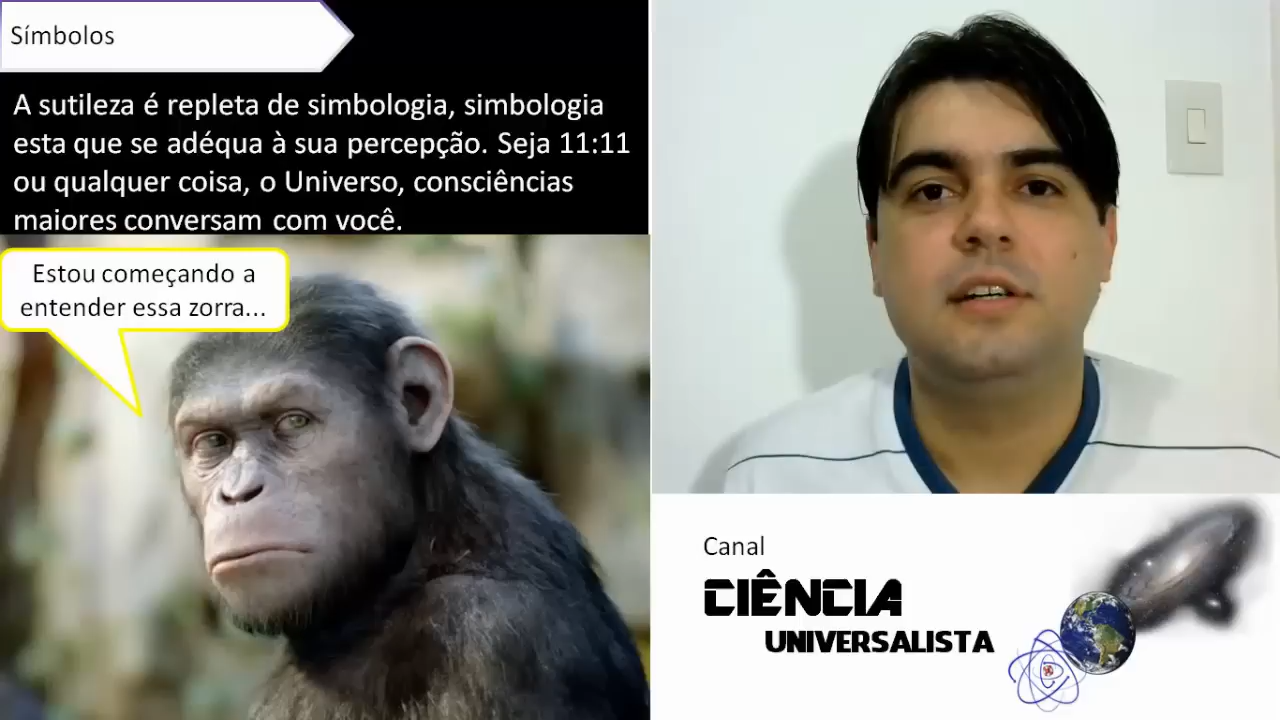 Símbolos
A sutileza é repleta de simbologia, simbologia
esta que se adéqua à sua percepção. Seja 11:11
ou qualquer coisa, o Universo, consciências
maiores conversam com você.
Estou começando a
entender essa zorra...
Canal
CIÊNCIA
UNIVERSALISTA